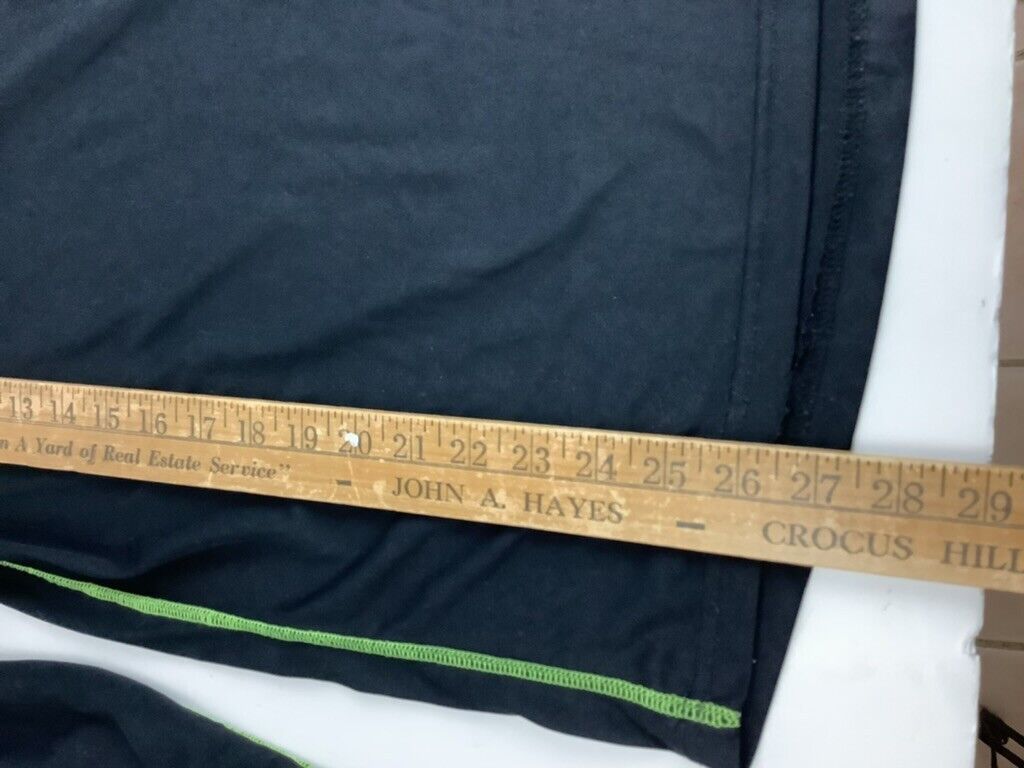 13 14 15 16 17 18 19 20 21 22 23 24 25 26 27 28 29
A Yard of Real Estate Service"
JOHN A. HAYES - CROCUS HILL